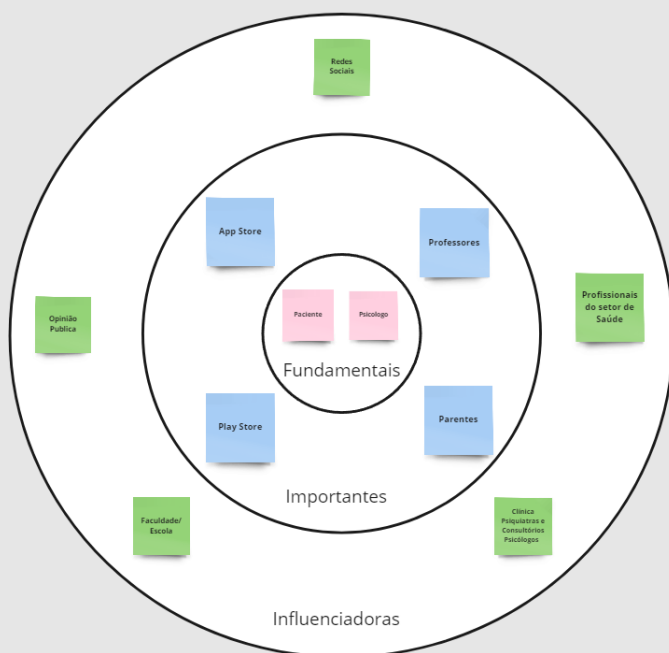 Redes
Sociais
App Store
Professores
Profissionais
do setor de
Saúde
Opinião
Publica
Paciente
Psicologo
Fundamentais
Play Store
Parentes
Importantes
Faculdade/
Escola
Clínica
Psiquiatras e
Consultórios
Psicólogos
Influenciadoras